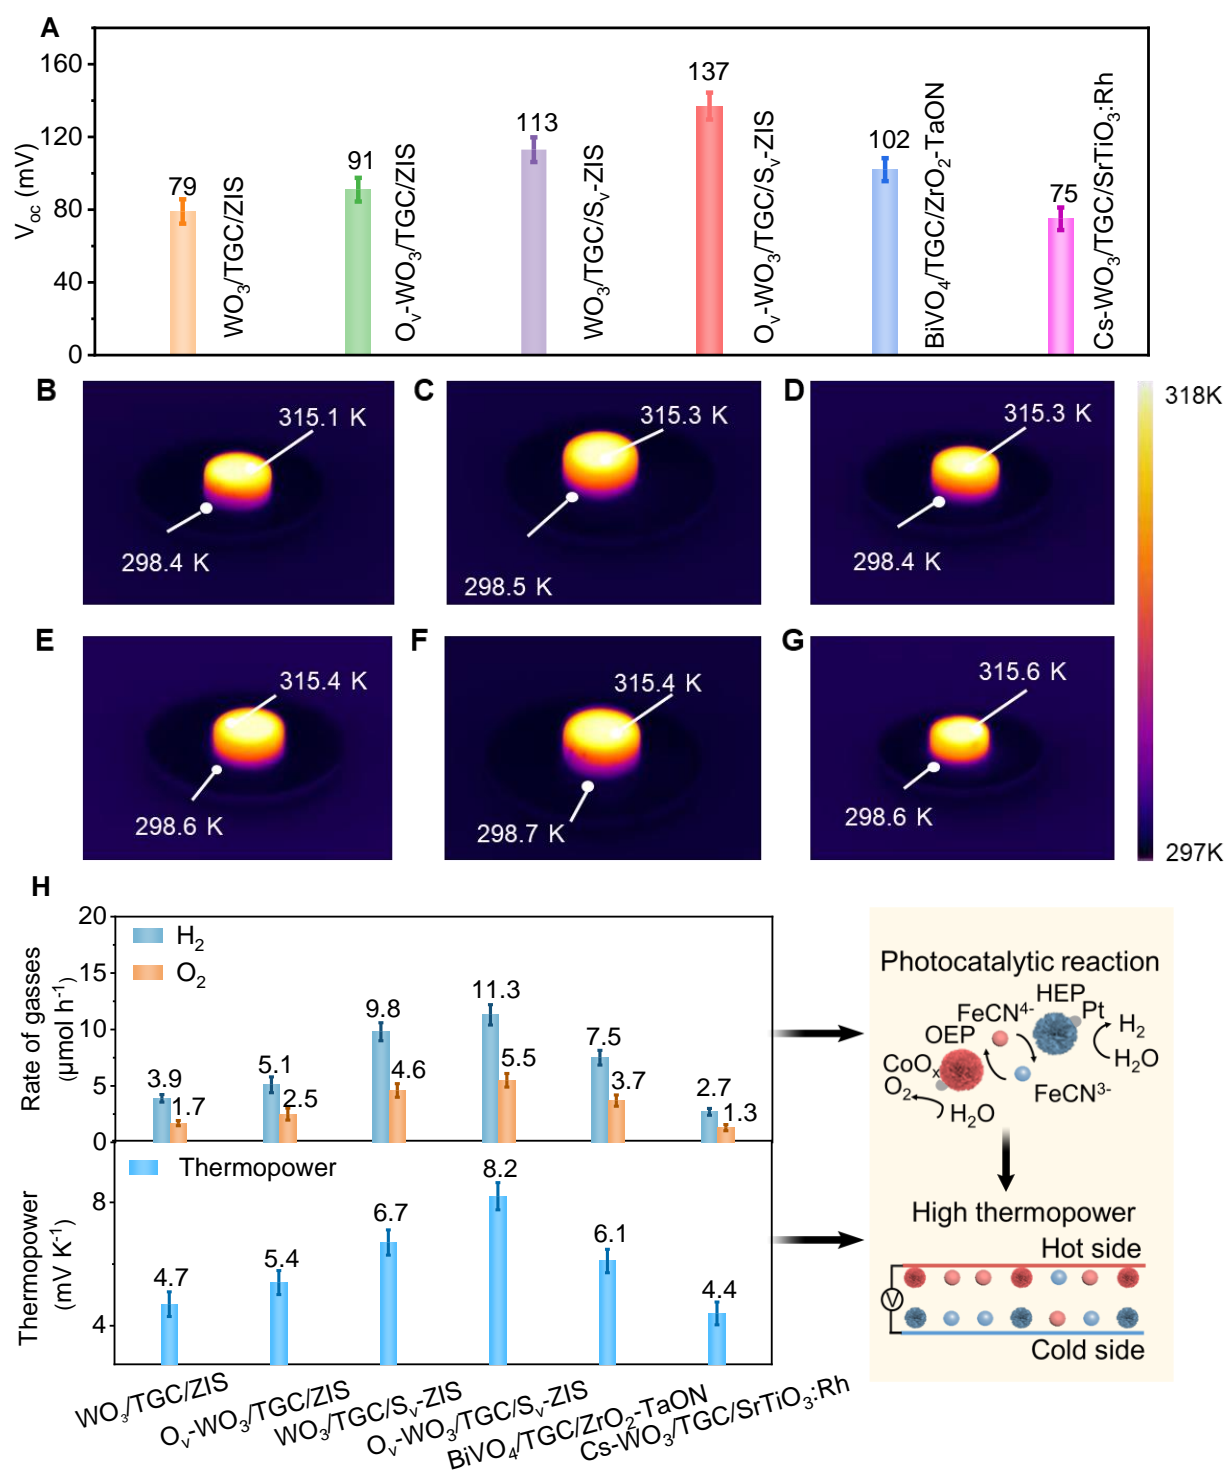 A
160
120
80
40
0
V_oc (mV)
79
91
113
137
102
75
WO₃/TGC/ZIS
Oᵥ-WO₃/TGC/ZIS
WO₃/TGC/Sᵥ-ZIS
Oᵥ-WO₃/TGC/Sᵥ-ZIS
BiVO₄/TGC/ZrO₂-TaON
Cs-WO₃/TGC/SrTiO₃:Rh
B
315.1 K
298.4 K
C
315.3 K
298.5 K
D
315.3 K
298.4 K
318K
297K
E
315.4 K
298.6 K
F
315.4 K
298.7 K
G
315.6 K
298.6 K
H
20
15
10
5
0
Rate of gasses
(μmol h⁻¹)
H₂
O₂
3.9
1.7
5.1
2.5
9.8
4.6
11.3
5.5
7.5
3.7
2.7
1.3
Thermopower
8
4
Thermopower
(mV K⁻¹)
4.7
5.4
6.7
8.2
6.1
4.4
WO₃/TGC/ZIS
Oᵥ-WO₃/TGC/ZIS
WO₃/TGC/Sᵥ-ZIS
Oᵥ-WO₃/TGC/Sᵥ-ZIS
BiVO₄/TGC/ZrO₂-TaON
Cs-WO₃/TGC/SrTiO₃:Rh
Photocatalytic reaction
HEP
FeCN⁴⁻
Pt
H₂
OEP
H₂O
CoOₓ
FeCN³⁻
O₂
H₂O
High thermopower
Hot side
V
Cold side